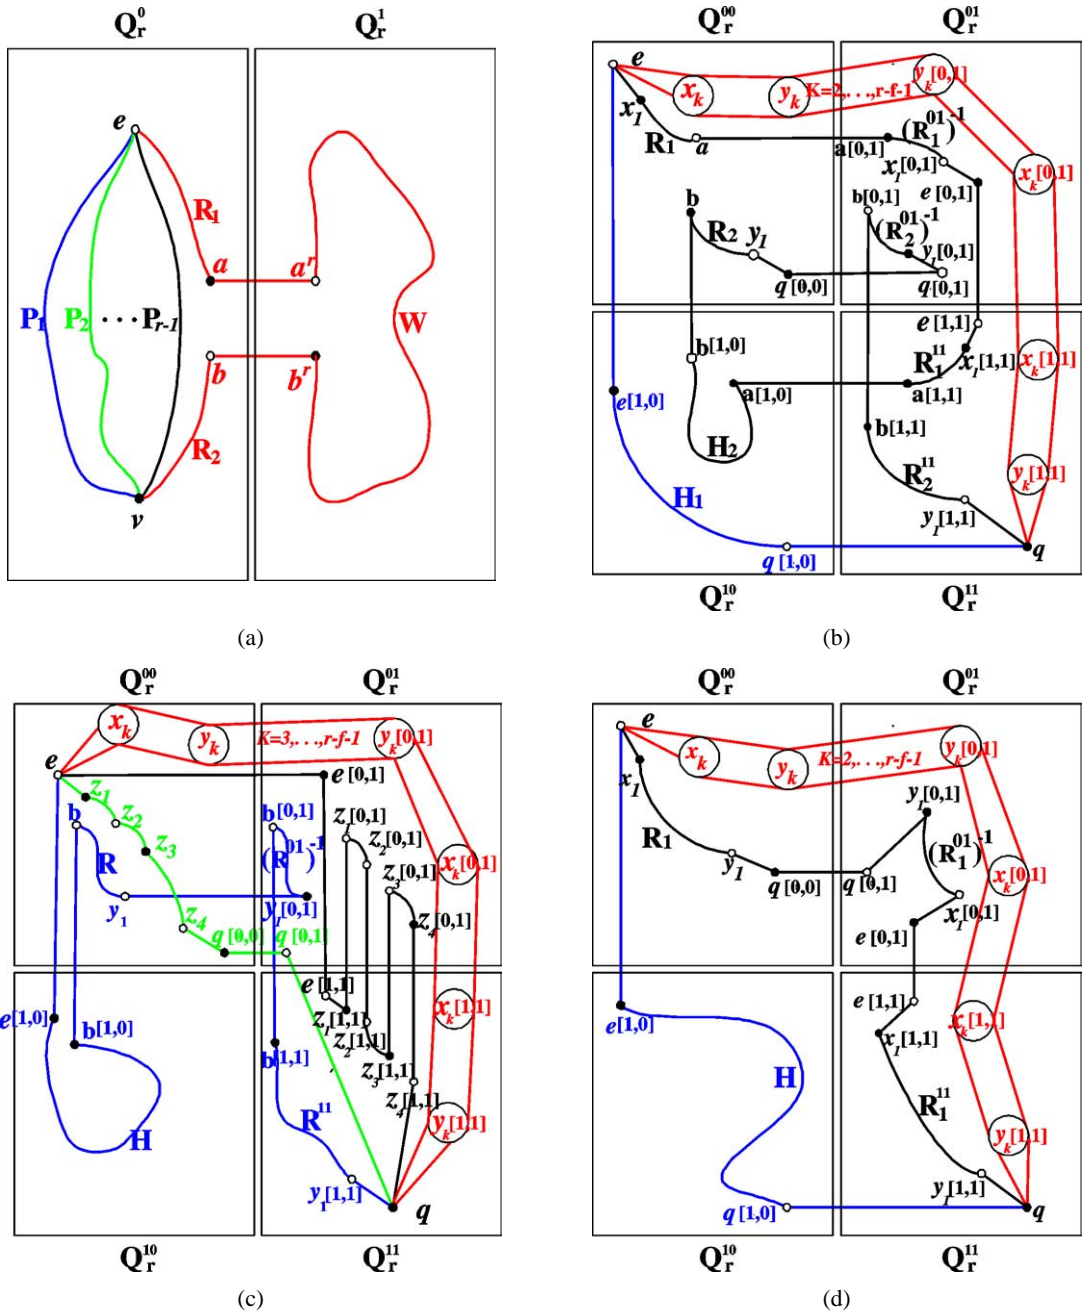 Q_r^0 Q_r^1
e
R_1
a a^r
P_1 P_2 ... P_{r-1} W
b b^r
R_2
v
(a)
Q_r^{00} Q_r^{01}
e x_k y_k K=2,...,r-f-1 y_k[0,1]
x_1
R_1 a a[0,1] (R_1^{01})^{-1}
x_1[0,1] x_k[0,1]
e[0,1]
b b[0,1]
R_2 y_1 (R_2^{01})^{-1}
y_1[0,1]
q[0,0] q[0,1]
e[1,1]
b[1,0] R_1^{11} x_1[1,1] x_k[1,1]
e[1,0] a[1,0] a[1,1]
b[1,1]
H_2 R_2^{11} y_k[1,1]
H_1 y_1[1,1]
q[1,0] q
Q_r^{10} Q_r^{11}
(b)
Q_r^{00} Q_r^{01}
x_k y_k K=3,...,r-f-1 y_k[0,1]
e e[0,1]
z_1 b b[0,1] z_1[0,1]
z_2 z_2[0,1]
z_3 R (R^{01})^{-1} z_3[0,1] x_k[0,1]
y_1 z_4 y_1[0,1] z_4[0,1]
q[0,0] q[0,1]
e[1,1]
e[1,0] b[1,0] z_1[1,1] x_k[1,1]
z_2[1,1]
b[1,1] z_3[1,1]
z_4[1,1]
H R^{11} y_k[1,1]
y_1[1,1]
q
Q_r^{10} Q_r^{11}
(c)
Q_r^{00} Q_r^{01}
e x_k y_k K=2,...,r-f-1 y_k[0,1]
x_1 y_1[0,1]
R_1 (R_1^{01})^{-1}
y_1 x_k[0,1]
q[0,0] q[0,1] x_1[0,1]
e[0,1]
e[1,1]
e[1,0] x_1[1,1] x_k[1,1]
H R_1^{11}
y_k[1,1]
y_1[1,1]
q[1,0] q
Q_r^{10} Q_r^{11}
(d)